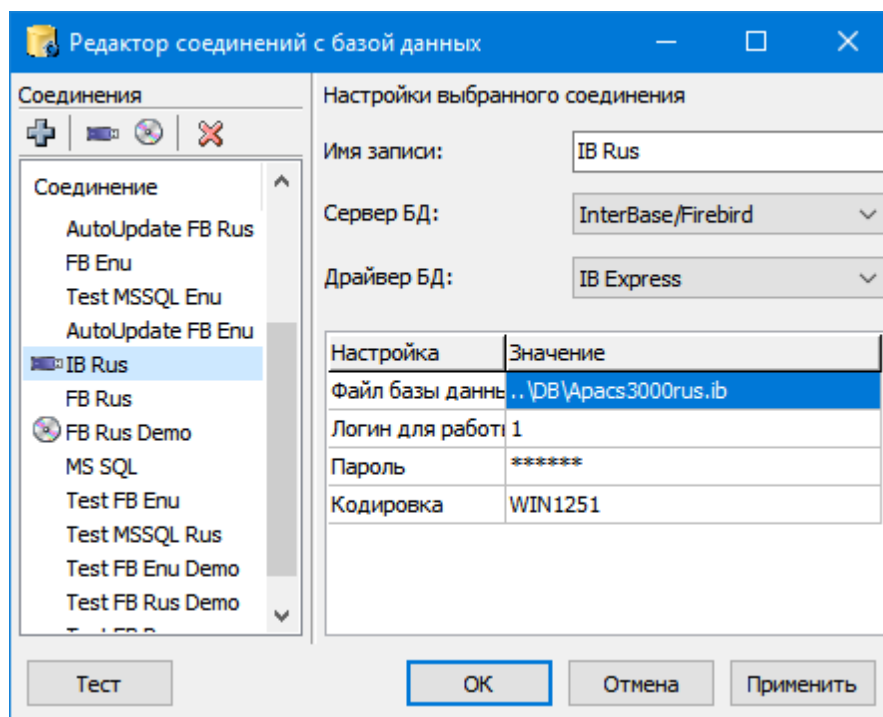 Редактор соединений с базой данных
Соединения
Соединение
AutoUpdate FB Rus
FB Enu
Test MSSQL Enu
AutoUpdate FB Enu
IB Rus
FB Rus
FB Rus Demo
MS SQL
Test FB Enu
Test MSSQL Rus
Test FB Enu Demo
Test FB Rus Demo
Настройки выбранного соединения
Имя записи: IB Rus
Сервер БД: InterBase/Firebird
Драйвер БД: IB Express
Настройка Значение
Файл базы данн ..\DB\Apacs3000rus.ib
Логин для работ 1
Пароль ******
Кодировка WIN1251
Тест OK Отмена Применить